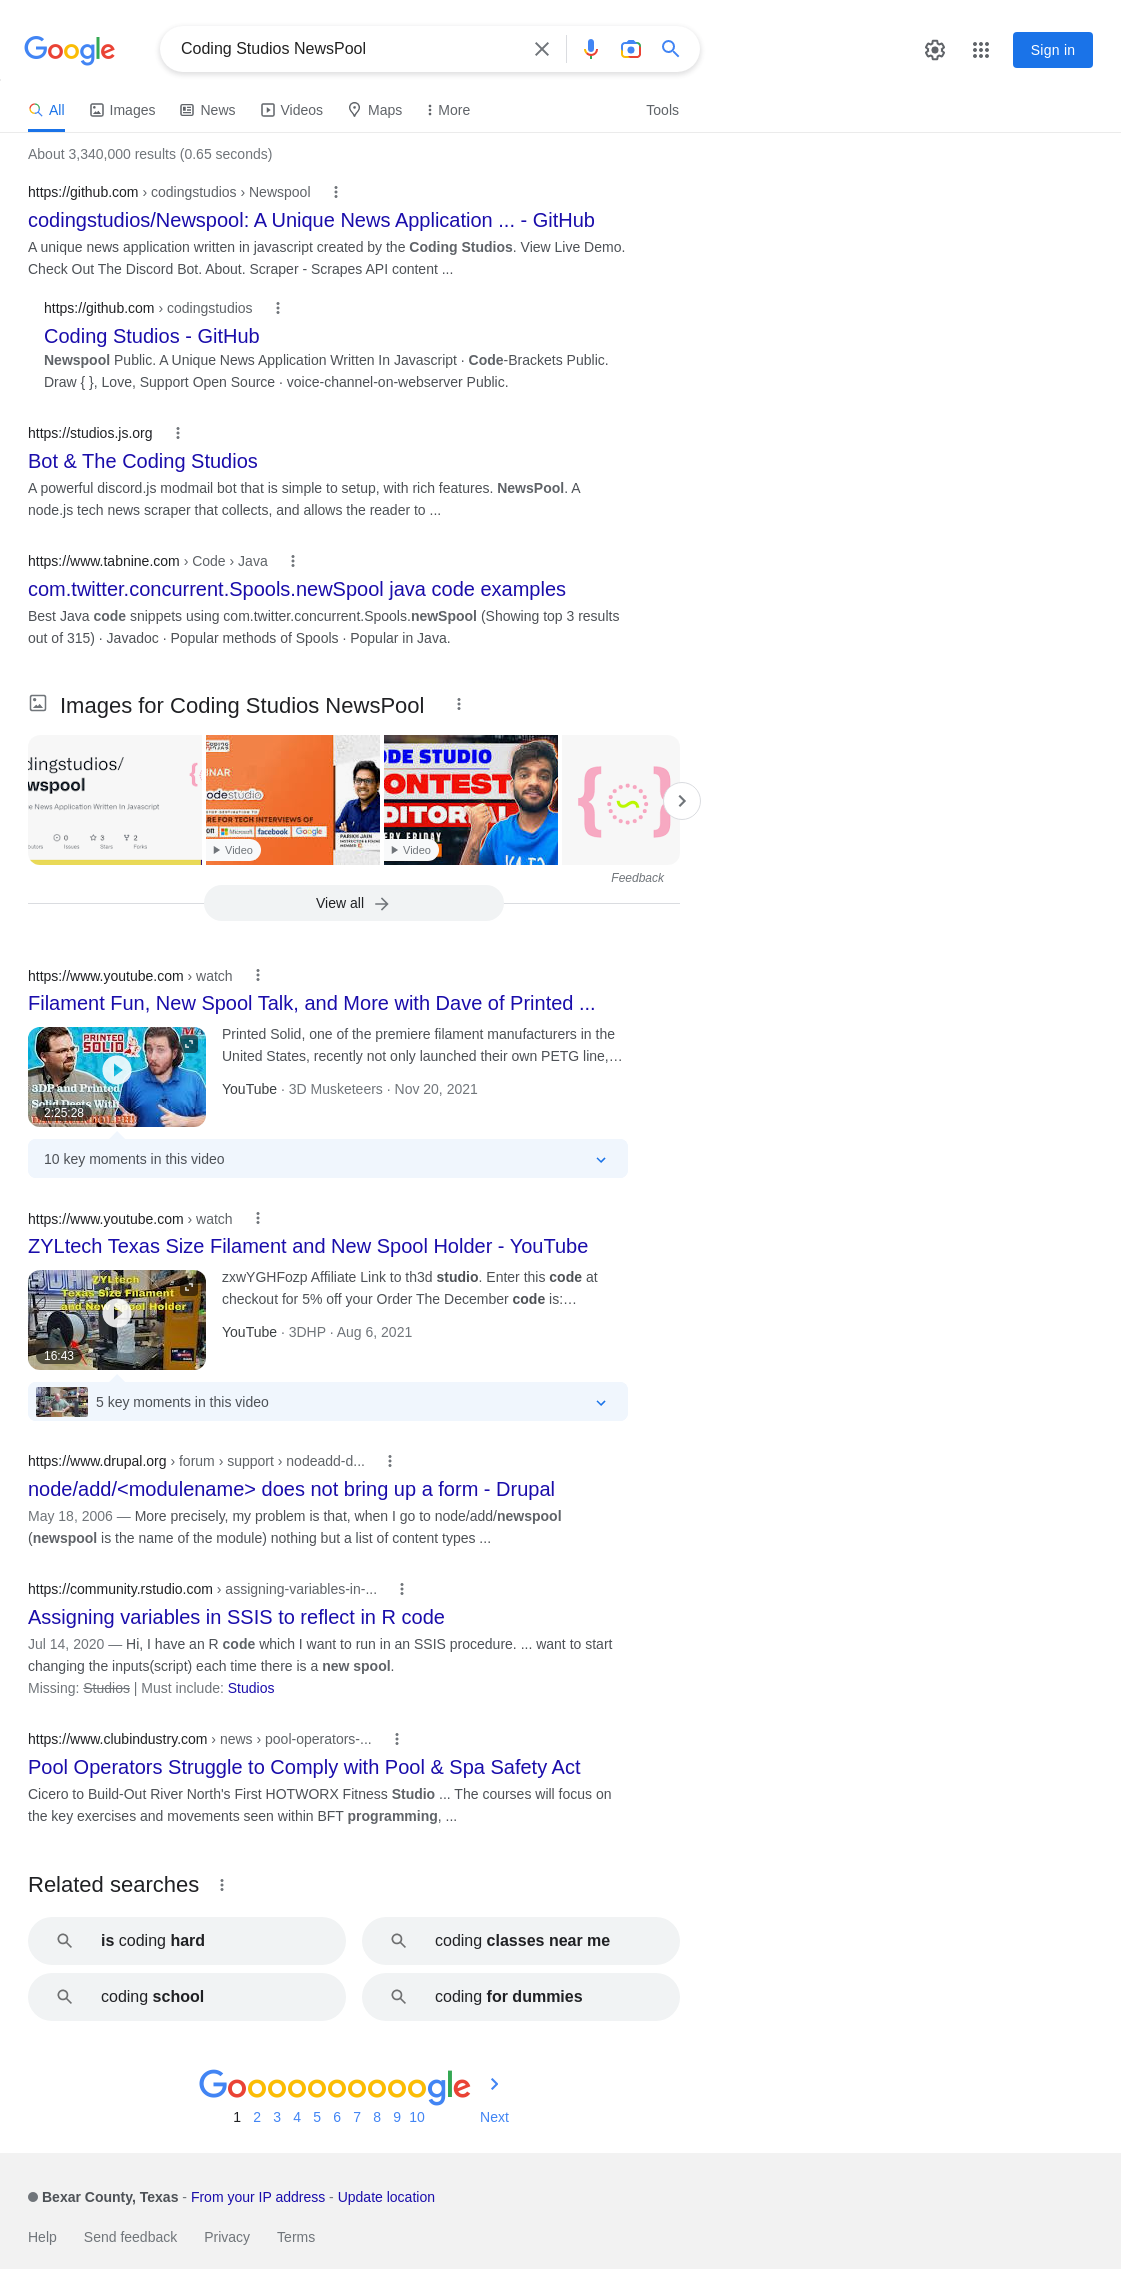 Google
Coding Studios NewsPool
Sign in
All
Images
News
Videos
Maps
More
Tools
About 3,340,000 results (0.65 seconds)
https://github.com › codingstudios › Newspool
codingstudios/Newspool: A Unique News Application ... - GitHub
A unique news application written in javascript created by the Coding Studios. View Live Demo.
Check Out The Discord Bot. About. Scraper - Scrapes API content ...
https://github.com › codingstudios
Coding Studios - GitHub
Newspool Public. A Unique News Application Written In Javascript · Code-Brackets Public.
Draw { }, Love, Support Open Source · voice-channel-on-webserver Public.
https://studios.js.org
Bot & The Coding Studios
A powerful discord.js modmail bot that is simple to setup, with rich features. NewsPool. A
node.js tech news scraper that collects, and allows the reader to ...
https://www.tabnine.com › Code › Java
com.twitter.concurrent.Spools.newSpool java code examples
Best Java code snippets using com.twitter.concurrent.Spools.newSpool (Showing top 3 results
out of 315) · Javadoc · Popular methods of Spools · Popular in Java.
Images for Coding Studios NewsPool
dingstudios/
wspool
e News Application Written In Javascript
0
3
2
Issues
Stars
Forks
INAR
odestudio
RE FOR TECH INTERVIEWS OF
Microsoft
facebook
Google
PARIKH JAIN
Video
ODE STUDIO
ONTEST
DITORIAL
RY FRIDAY
Video
Feedback
View all
https://www.youtube.com › watch
Filament Fun, New Spool Talk, and More with Dave of Printed ...
PRINTED
SOLID
3DP and Printed
Solid Deets With
2:25:28
Printed Solid, one of the premiere filament manufacturers in the
United States, recently not only launched their own PETG line,…
YouTube · 3D Musketeers · Nov 20, 2021
10 key moments in this video
https://www.youtube.com › watch
ZYLtech Texas Size Filament and New Spool Holder - YouTube
ZYLtech
Texas Size Filament
and New Spool Holder
16:43
zxwYGHFozp Affiliate Link to th3d studio. Enter this code at
checkout for 5% off your Order The December code is:…
YouTube · 3DHP · Aug 6, 2021
5 key moments in this video
https://www.drupal.org › forum › support › nodeadd-d...
node/add/<modulename> does not bring up a form - Drupal
May 18, 2006 — More precisely, my problem is that, when I go to node/add/newspool
(newspool is the name of the module) nothing but a list of content types ...
https://community.rstudio.com › assigning-variables-in-...
Assigning variables in SSIS to reflect in R code
Jul 14, 2020 — Hi, I have an R code which I want to run in an SSIS procedure. ... want to start
changing the inputs(script) each time there is a new spool.
Missing: Studios | Must include: Studios
https://www.clubindustry.com › news › pool-operators-...
Pool Operators Struggle to Comply with Pool & Spa Safety Act
Cicero to Build-Out River North's First HOTWORX Fitness Studio ... The courses will focus on
the key exercises and movements seen within BFT programming, ...
Related searches
is coding hard
coding classes near me
coding school
coding for dummies
Goooooooooogle
1 2 3 4 5 6 7 8 9 10 Next
Bexar County, Texas - From your IP address - Update location
Help Send feedback Privacy Terms